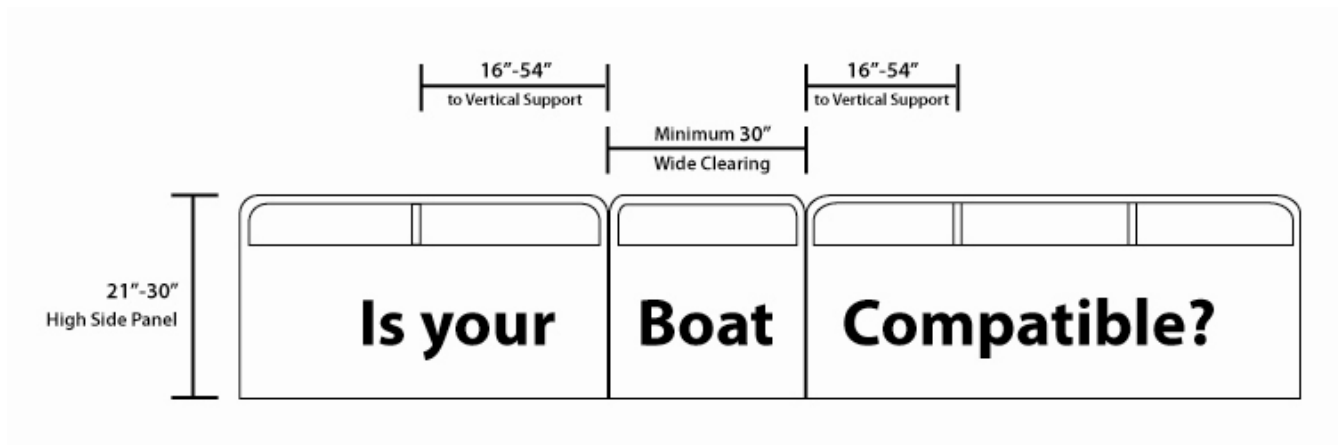 16”-54”
to Vertical Support
16”-54”
to Vertical Support
Minimum 30”
Wide Clearing
21”-30”
High Side Panel
Is your Boat Compatible?